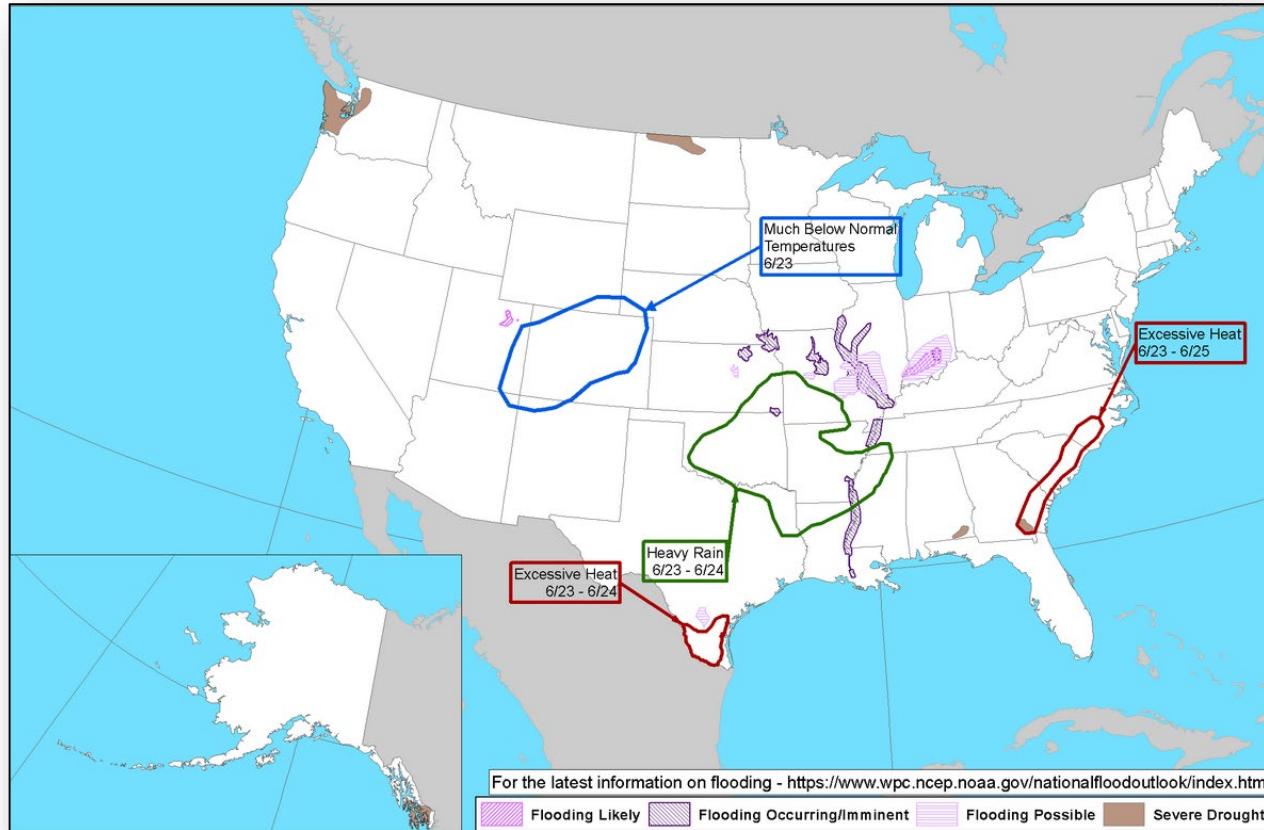 Much Below Normal
Temperatures
6/23
Excessive Heat
6/23 - 6/25
Heavy Rain
6/23 - 6/24
Excessive Heat
6/23 - 6/24
For the latest information on flooding - https://www.wpc.ncep.noaa.gov/nationalfloodoutlook/index.htm
Flooding Likely Flooding Occurring/Imminent Flooding Possible Severe Drought